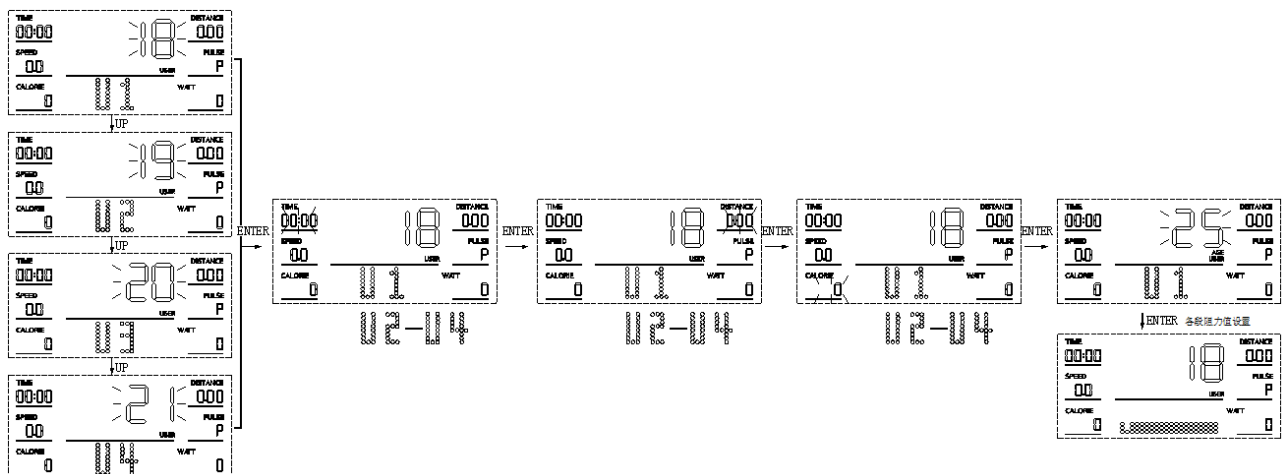 TIME 18 DISTANCE
00:00 0.00
SPEED PULSE
0.0 USER P
CALORIE U1 WATT
0 0
UP
TIME 19 DISTANCE
00:00 0.00
SPEED PULSE
0.0 USER P
CALORIE U2 WATT
0 0
UP
TIME 20 DISTANCE
00:00 0.00
SPEED PULSE
0.0 USER P
CALORIE U3 WATT
0 0
UP
TIME 21 DISTANCE
00:00 0.00
SPEED PULSE
0.0 USER P
CALORIE U4 WATT
0 0
ENTER
TIME 18 DISTANCE
00:00 0.00
SPEED PULSE
0.0 USER P
CALORIE U1 WATT
0 0
U2-U4
ENTER
TIME 18 DISTANCE
00:00 0.00
SPEED PULSE
0.0 USER P
CALORIE U1 WATT
0 0
U2-U4
ENTER
TIME 18 DISTANCE
00:00 0.00
SPEED PULSE
0.0 USER P
CALORIE U1 WATT
0 0
U2-U4
ENTER
TIME 25 DISTANCE
00:00 0.00
SPEED AGE PULSE
0.0 USER P
CALORIE U1 WATT
0 0
ENTER 各段阻力值设置
TIME 18 DISTANCE
00:00 0.00
SPEED PULSE
0.0 USER P
CALORIE WATT
0 0